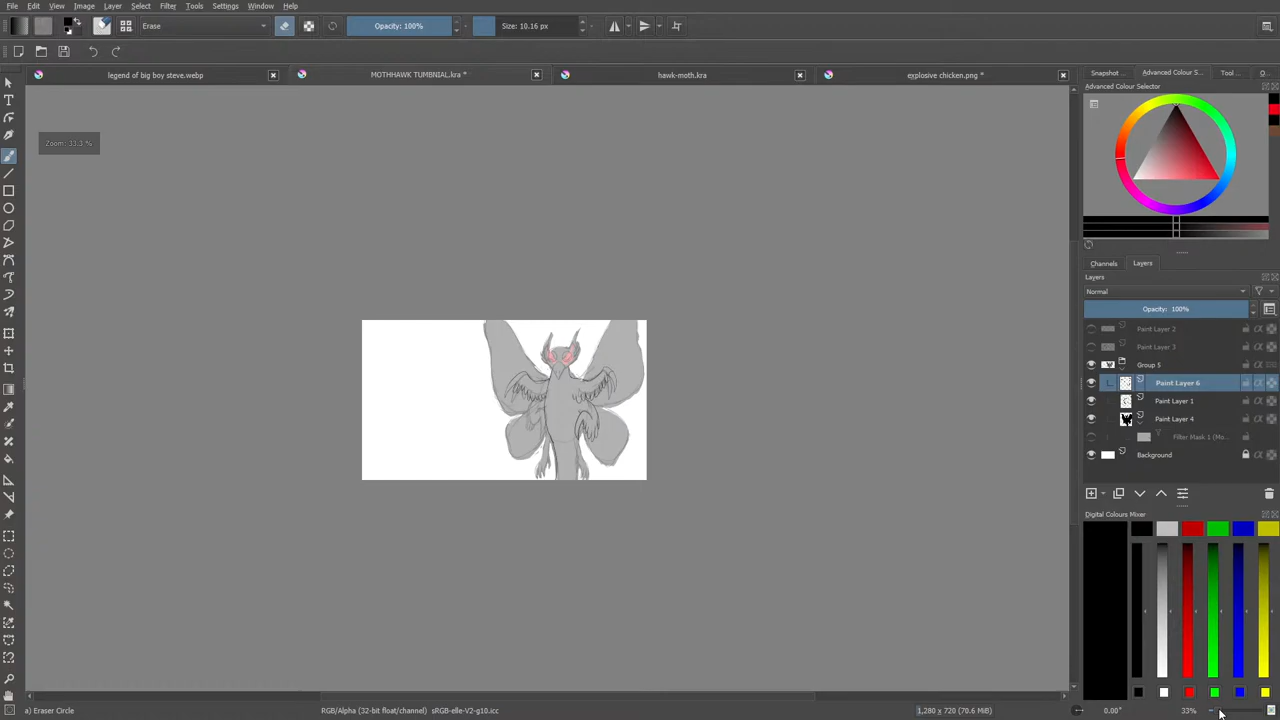 File Edit View Image Layer Select Filter Tools Settings Window Help
Erase
Opacity: 100%
Size: 10.16 px
legend of big boy steve.webp
MOTHHAWK TUMBNIAL.kra *
hawk-moth.kra
explosive chicken.png *
Snapshot ...
Advanced Colour S...
Tool ...
O...
Advanced Colour Selector
Zoom: 33.3 %
Channels
Layers
Layers
Normal
Opacity: 100%
Paint Layer 2
Paint Layer 3
Group 5
Paint Layer 6
Paint Layer 1
Paint Layer 4
Filter Mask 1 (Mo...
Background
Digital Colours Mixer
a) Eraser Circle
RGB/Alpha (32-bit float/channel) sRGB-elle-V2-g10.icc
1,280 x 720 (70.6 MiB)
0.00°
33%